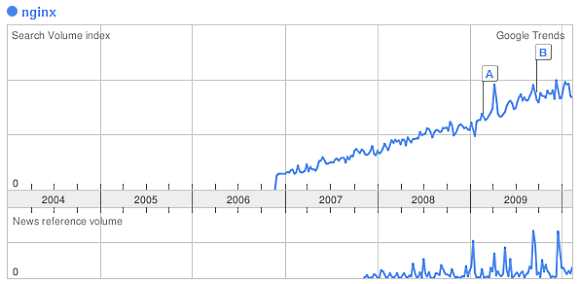 nginx
Search Volume index Google Trends
B
A
0
2004 2005 2006 2007 2008 2009
News reference volume
0